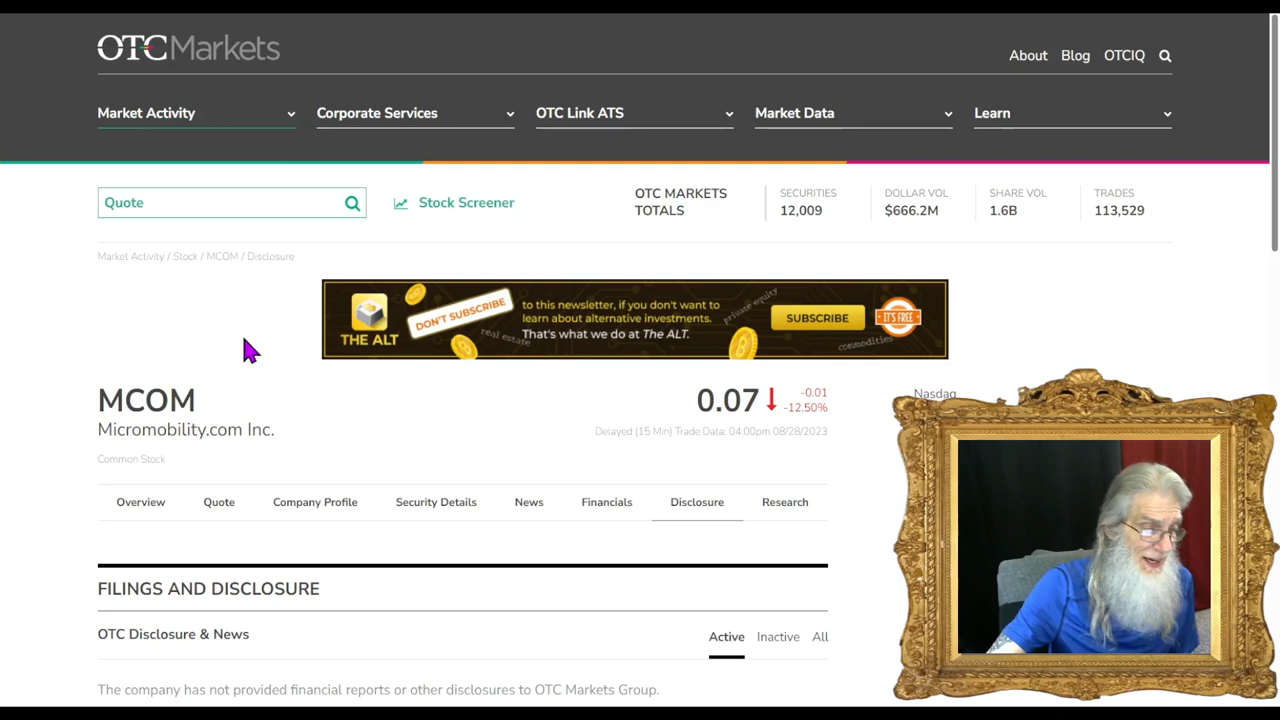 OTCMarkets
About Blog OTCIQ
Market Activity Corporate Services OTC Link ATS Market Data Learn
Quote
Stock Screener
OTC MARKETS
TOTALS
SECURITIES
12,009
DOLLAR VOL
$666.2M
SHARE VOL
1.6B
TRADES
113,529
Market Activity / Stock / MCOM / Disclosure
THE ALT
DON'T SUBSCRIBE
to this newsletter, if you don't want to
learn about alternative investments.
That's what we do at The ALT.
real estate
private equity
commodities
SUBSCRIBE
IT'S FREE
MCOM
Micromobility.com Inc.
Common Stock
0.07
-0.01
-12.50%
Delayed (15 Min) Trade Data: 04:00pm 08/28/2023
Nasdaq
Overview Quote Company Profile Security Details News Financials Disclosure Research
FILINGS AND DISCLOSURE
OTC Disclosure & News
Active Inactive All
The company has not provided financial reports or other disclosures to OTC Markets Group.